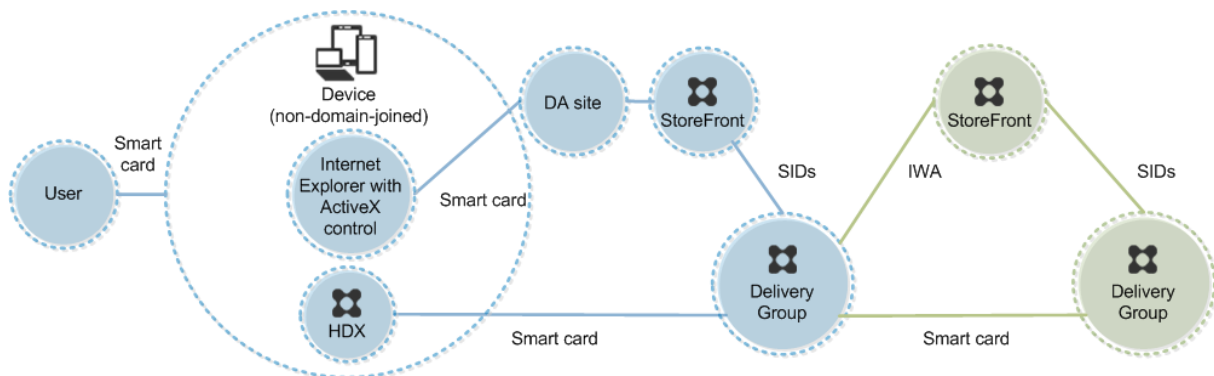 User
Smart
card
Device
(non-domain-joined)
Internet
Explorer with
ActiveX
control
HDX
Smart card
DA site
StoreFront
SIDs
Smart card
Delivery
Group
IWA
StoreFront
SIDs
Smart card
Delivery
Group